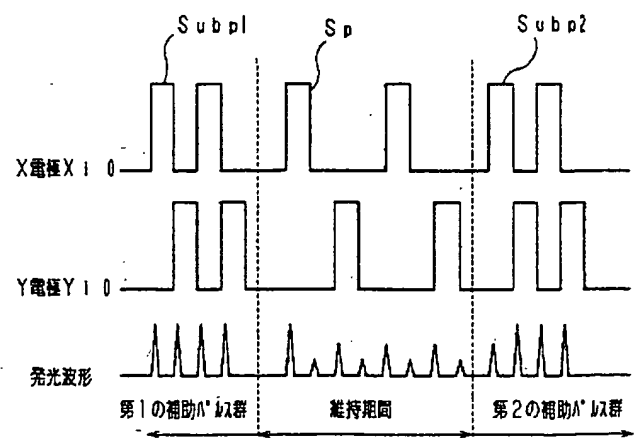 Subp1
Sp
Subp2
X電極Xi 0
Y電極Yi 0
発光波形
第1の補助パルス群
維持期間
第2の補助パルス群